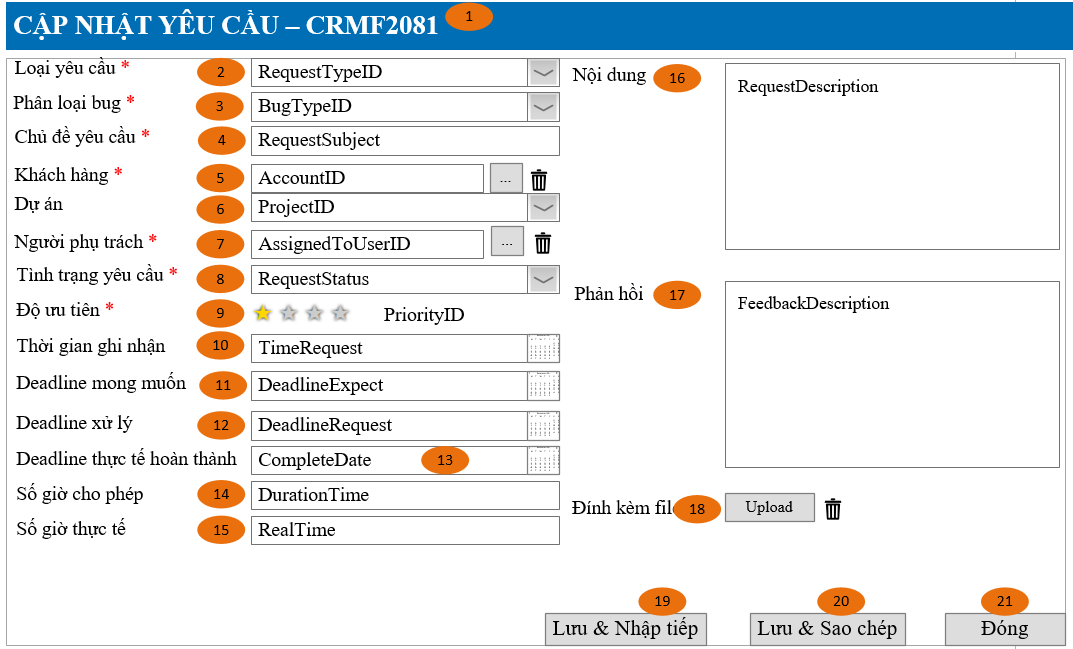 CẬP NHẬT YÊU CẦU – CRMF2081 1
Loại yêu cầu * 2 RequestTypeID
Phân loại bug * 3 BugTypeID
Chủ đề yêu cầu * 4 RequestSubject
Khách hàng * 5 AccountID ...
Dự án 6 ProjectID
Người phụ trách * 7 AssignedToUserID ...
Tình trạng yêu cầu * 8 RequestStatus
Độ ưu tiên * 9 PriorityID
Thời gian ghi nhận 10 TimeRequest
Deadline mong muốn 11 DeadlineExpect
Deadline xử lý 12 DeadlineRequest
Deadline thực tế hoàn thành CompleteDate 13
Số giờ cho phép 14 DurationTime
Số giờ thực tế 15 RealTime
Nội dung 16 RequestDescription
Phản hồi 17 FeedbackDescription
Đính kèm fil 18 Upload
19 20 21
Lưu & Nhập tiếp Lưu & Sao chép Đóng